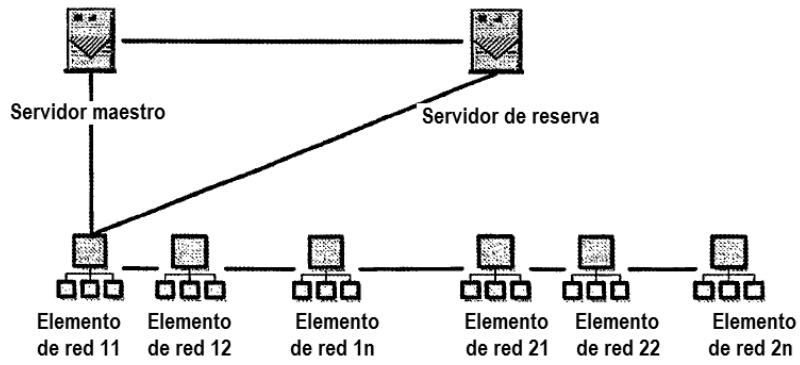 Servidor maestro
Servidor de reserva
Elemento
de red 11
Elemento
de red 12
Elemento
de red 1n
Elemento
de red 21
Elemento
de red 22
Elemento
de red 2n